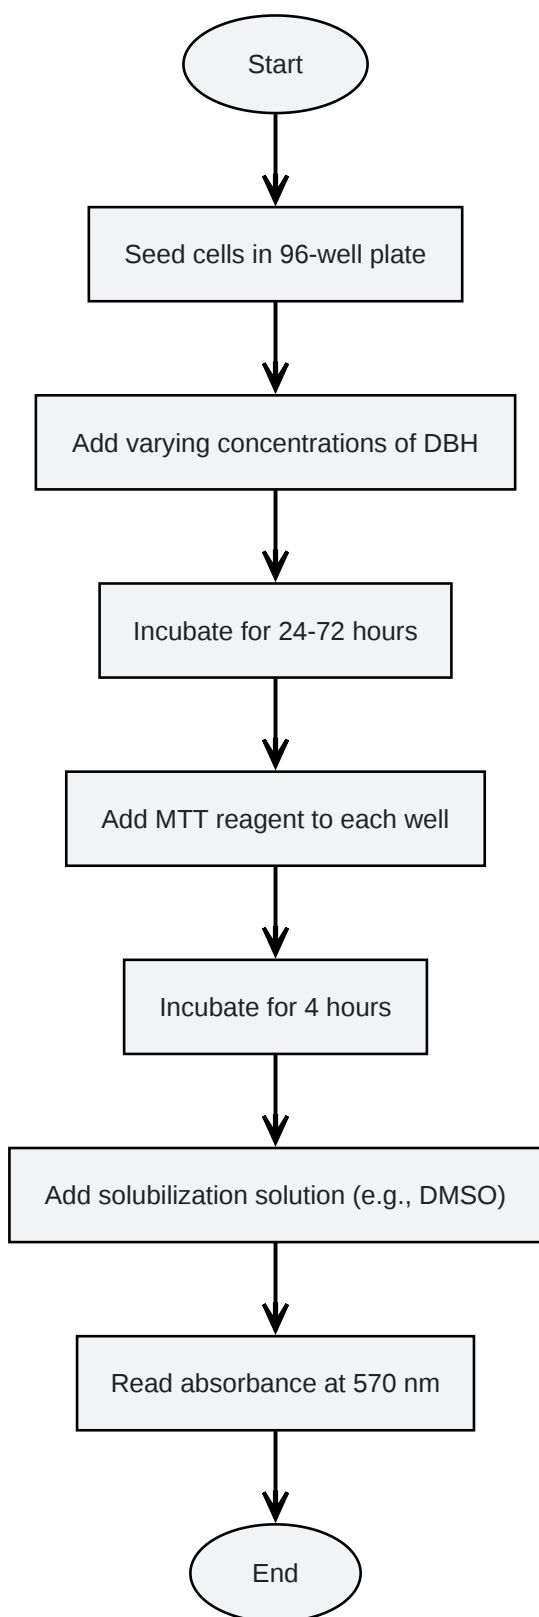 Start
Seed cells in 96-well plate
Add varying concentrations of DBH
Incubate for 24-72 hours
Add MTT reagent to each well
Incubate for 4 hours
Add solubilization solution (e.g., DMSO)
Read absorbance at 570 nm
End